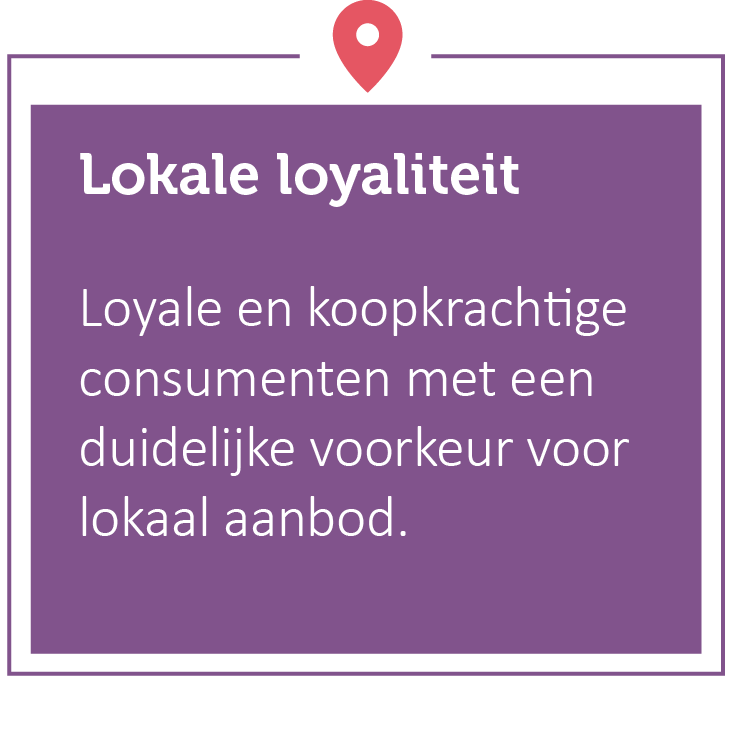 Lokale loyaliteit
Loyale en koopkrachtige
consumenten met een
duidelijke voorkeur voor
lokaal aanbod.